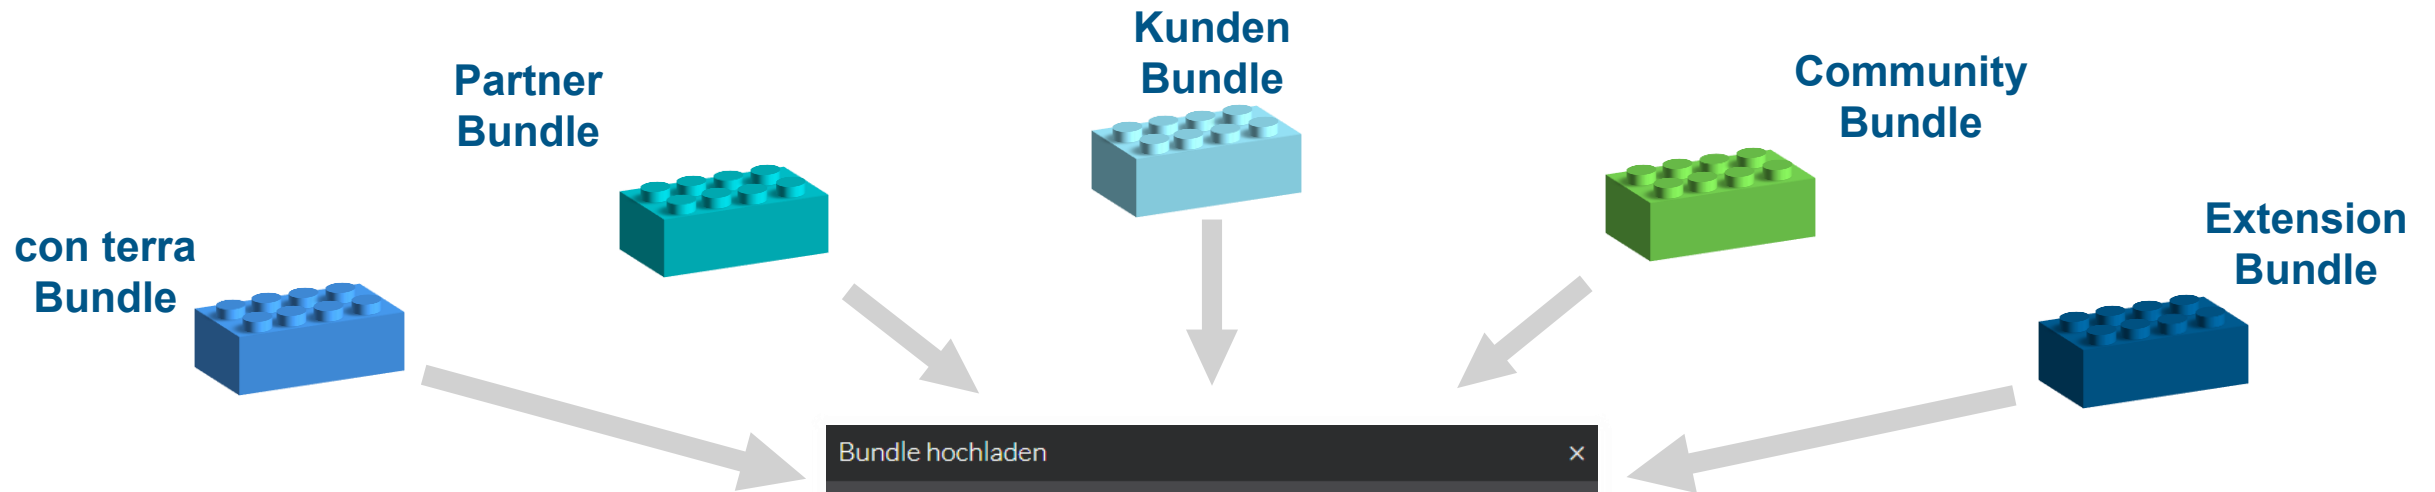 con terra
Bundle
Partner
Bundle
Kunden
Bundle
Community
Bundle
Extension
Bundle
Bundle hochladen ×